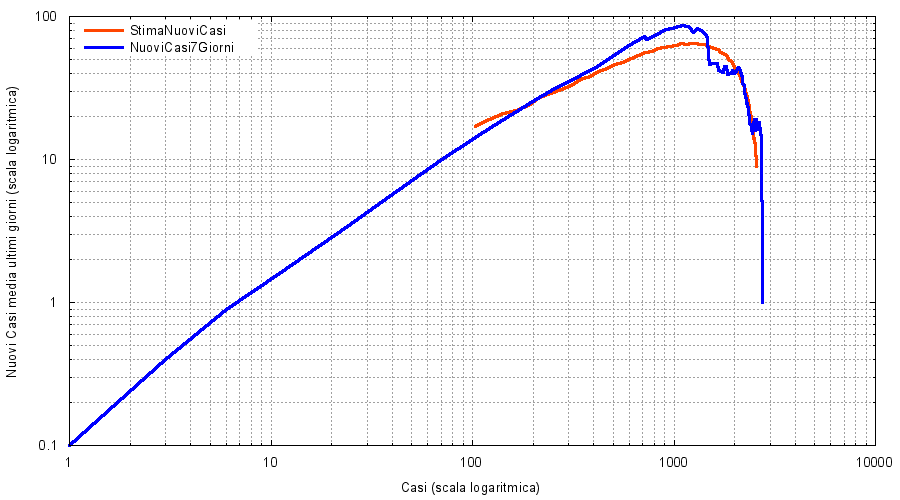 100
StimaNuoviCasi
NuoviCasi7Giorni
10
1
0.1
Nuovi Casi media ultimi giorni (scala logaritmica)
1
10
100
1000
10000
Casi (scala logaritmica)